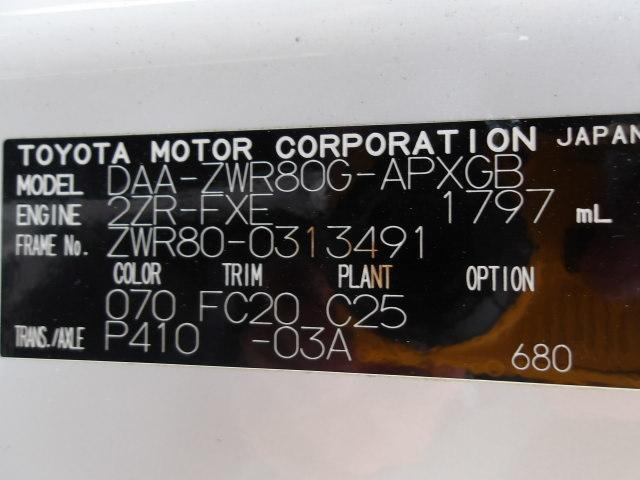 TOYOTA MOTOR CORPORATION JAPAN
MODEL DAA-ZWR80G-APXGB
ENGINE 2ZR-FXE 1797 mL
FRAME No. ZWR80-0313491
COLOR TRIM PLANT OPTION
070 FC20 C25
TRANS./AXLE P410 -03A
680